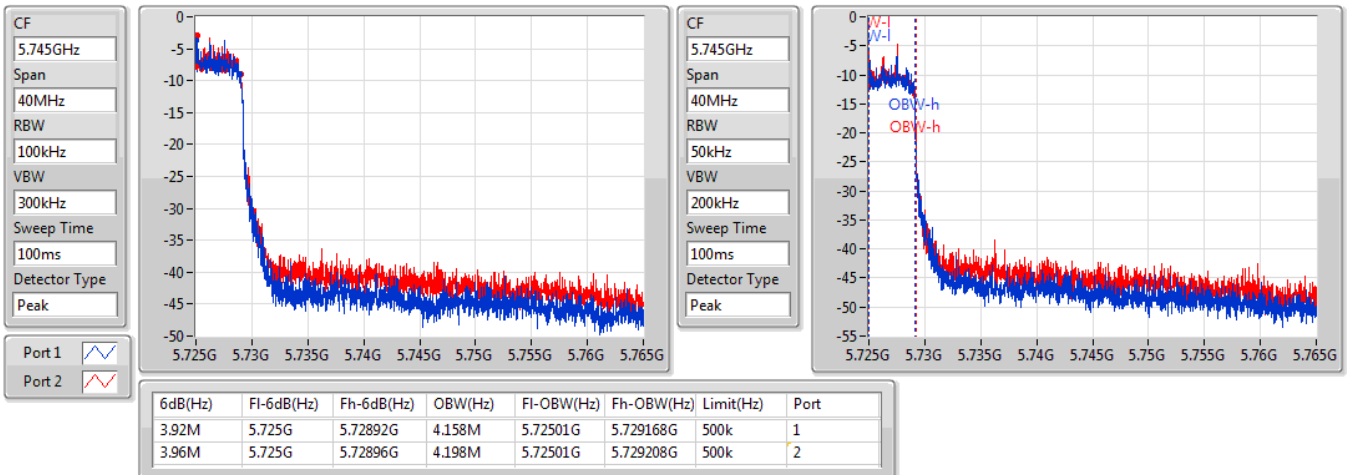 CF
5.745GHz
Span
40MHz
RBW
100kHz
VBW
300kHz
Sweep Time
100ms
Detector Type
Peak
Port 1
Port 2
0
-5
-10
-15
-20
-25
-30
-35
-40
-45
-50
5.725G 5.73G 5.735G 5.74G 5.745G 5.75G 5.755G 5.76G 5.765G
CF
5.745GHz
Span
40MHz
RBW
50kHz
VBW
200kHz
Sweep Time
100ms
Detector Type
Peak
0
-5
-10
-15
-20
-25
-30
-35
-40
-45
-50
-55
W-l
W-l
OBW-h
OBW-h
5.725G 5.73G 5.735G 5.74G 5.745G 5.75G 5.755G 5.76G 5.765G
6dB(Hz) Fl-6dB(Hz) Fh-6dB(Hz) OBW(Hz) Fl-OBW(Hz) Fh-OBW(Hz) Limit(Hz) Port
3.92M 5.725G 5.72892G 4.158M 5.72501G 5.729168G 500k 1
3.96M 5.725G 5.72896G 4.198M 5.72501G 5.729208G 500k 2